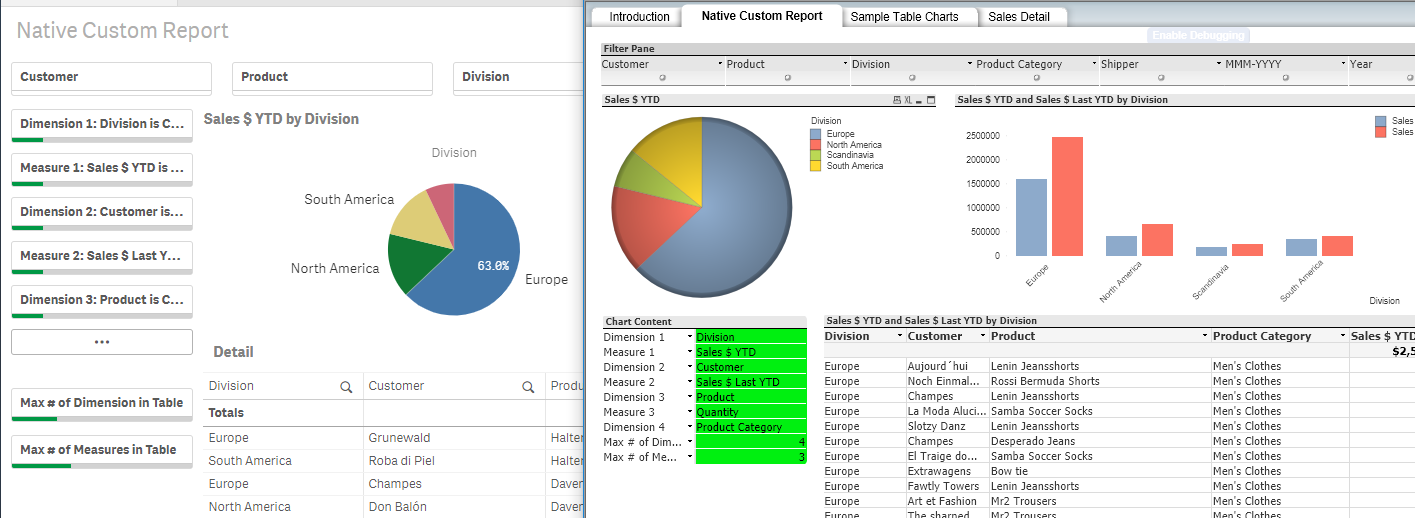 Native Custom Report
Customer
Product
Division
Dimension 1: Division is C...
Measure 1: Sales $ YTD is ...
Dimension 2: Customer is...
Measure 2: Sales $ Last Y...
Dimension 3: Product is C...
...
Max # of Dimension in Table
Max # of Measures in Table
Sales $ YTD by Division
Division
South America
North America
63.0%
Europe
Detail
Division Customer Produ
Totals
Europe Grunewald Halter
South America Roba di Piel Halter
Europe Champes Daver
North America Don Balón Daver
Introduction Native Custom Report Sample Table Charts Sales Detail
Enable Debugging
Filter Pane
Customer Product Division Product Category Shipper MMM-YYYY Year
Sales $ YTD XL
Division
Europe
North America
Scandinavia
South America
Sales $ YTD and Sales $ Last YTD by Division
Sales
Sales
2500000
2000000
1500000
1000000
500000
0
Europe
North America
Scandinavia
South America
Division
Chart Content
Dimension 1 Division
Measure 1 Sales $ YTD
Dimension 2 Customer
Measure 2 Sales $ Last YTD
Dimension 3 Product
Measure 3 Quantity
Dimension 4 Product Category
Max # of Dim... 4
Max # of Me... 3
Sales $ YTD and Sales $ Last YTD by Division
Division Customer Product Product Category Sales $ YTD
$2,5
Europe Aujourd´hui Lenin Jeansshorts Men's Clothes
Europe Noch Einmal... Rossi Bermuda Shorts Men's Clothes
Europe Champes Lenin Jeansshorts Men's Clothes
Europe La Moda Aluci... Samba Soccer Socks Men's Clothes
Europe Slotzy Danz Lenin Jeansshorts Men's Clothes
Europe Champes Desperado Jeans Men's Clothes
Europe El Traige do... Samba Soccer Socks Men's Clothes
Europe Extrawagens Bow tie Men's Clothes
Europe Fawlty Towers Lenin Jeansshorts Men's Clothes
Europe Art et Fashion Mr2 Trousers Men's Clothes
Europe The sharned Mr2 Trousers Men's Clothes